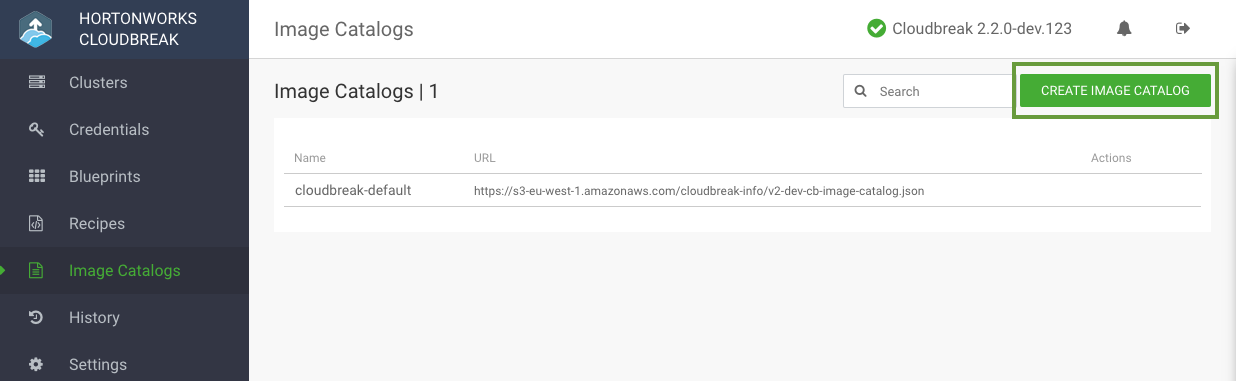 HORTONWORKS
CLOUDBREAK
Image Catalogs
Cloudbreak 2.2.0-dev.123
Clusters
Credentials
Blueprints
Recipes
Image Catalogs
History
Settings
Image Catalogs | 1
Search
CREATE IMAGE CATALOG
Name URL Actions
cloudbreak-default https://s3-eu-west-1.amazonaws.com/cloudbreak-info/v2-dev-cb-image-catalog.json